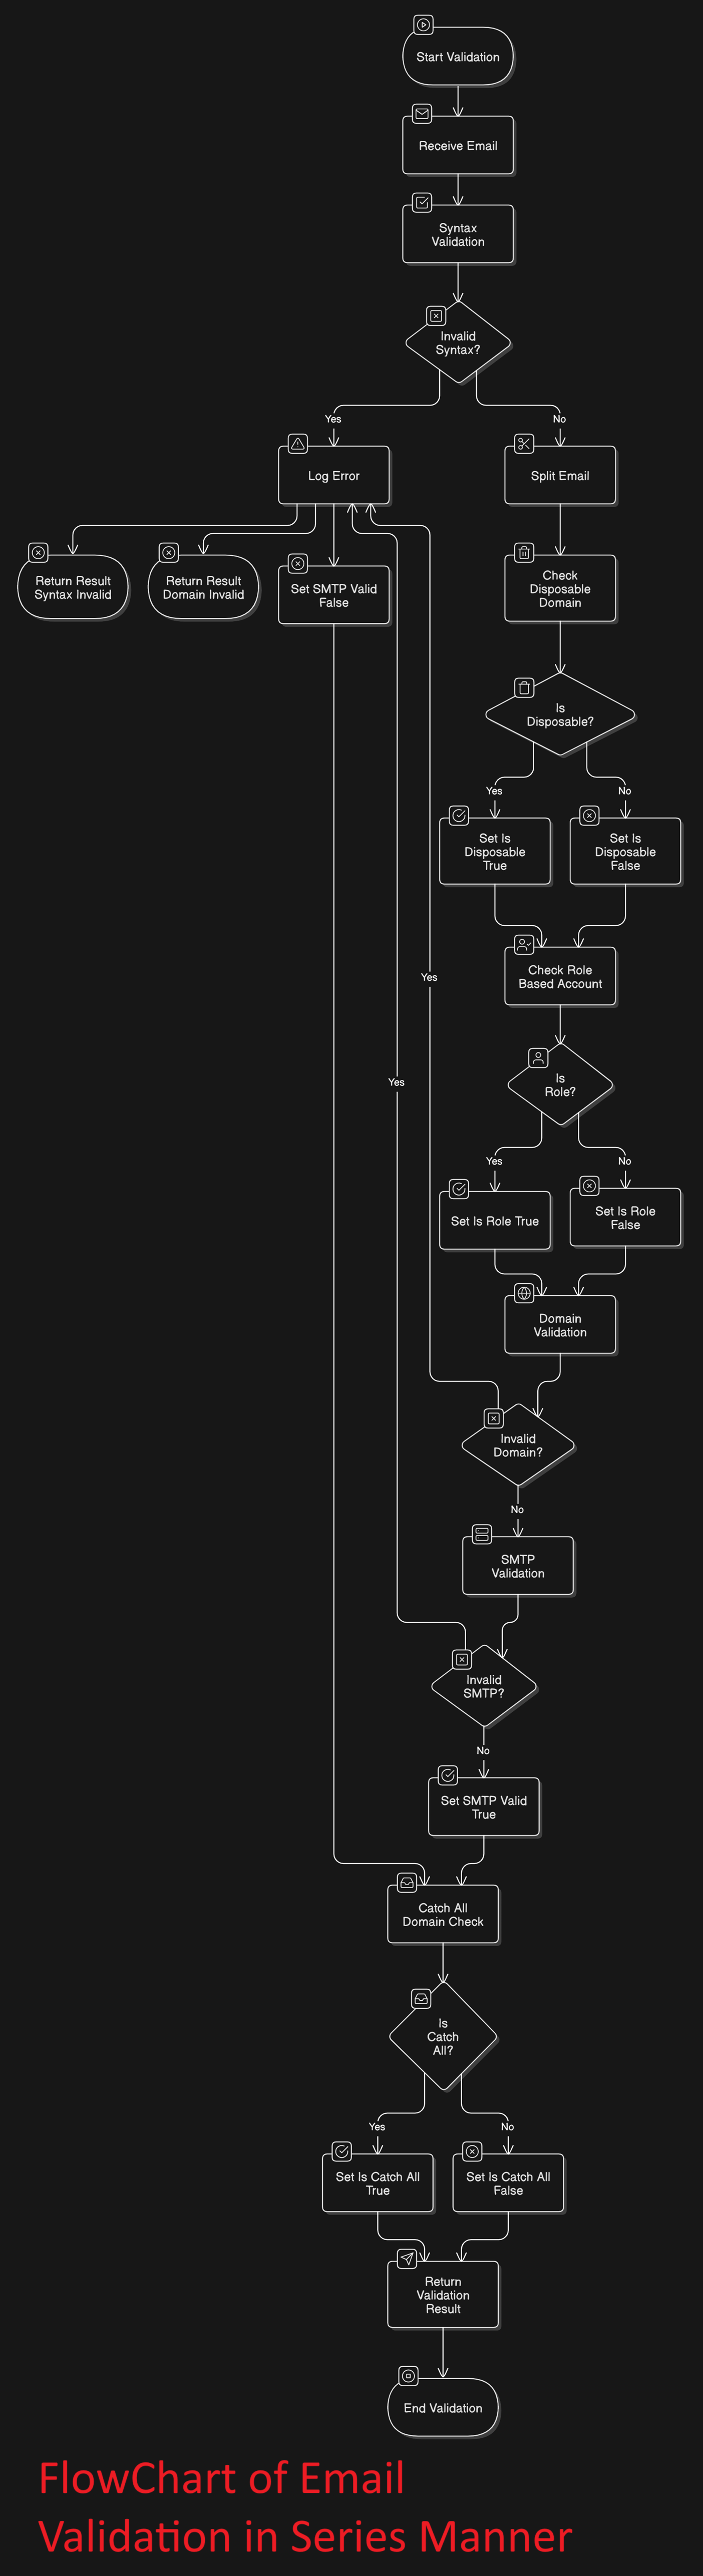 Start Validation
Receive Email
Syntax
Validation
Invalid
Syntax?
Yes
No
Log Error
Split Email
Return Result
Syntax Invalid
Return Result
Domain Invalid
Set SMTP Valid
False
Check
Disposable
Domain
Is
Disposable?
Yes
No
Set Is
Disposable
True
Set Is
Disposable
False
Check Role
Based Account
Yes
Is
Role?
Yes
Yes
No
Set Is Role True
Set Is Role
False
Domain
Validation
Invalid
Domain?
No
SMTP
Validation
Invalid
SMTP?
No
Set SMTP Valid
True
Catch All
Domain Check
Is
Catch
All?
Yes
No
Set Is Catch All
True
Set Is Catch All
False
Return
Validation
Result
End Validation
FlowChart of Email
Validation in Series Manner